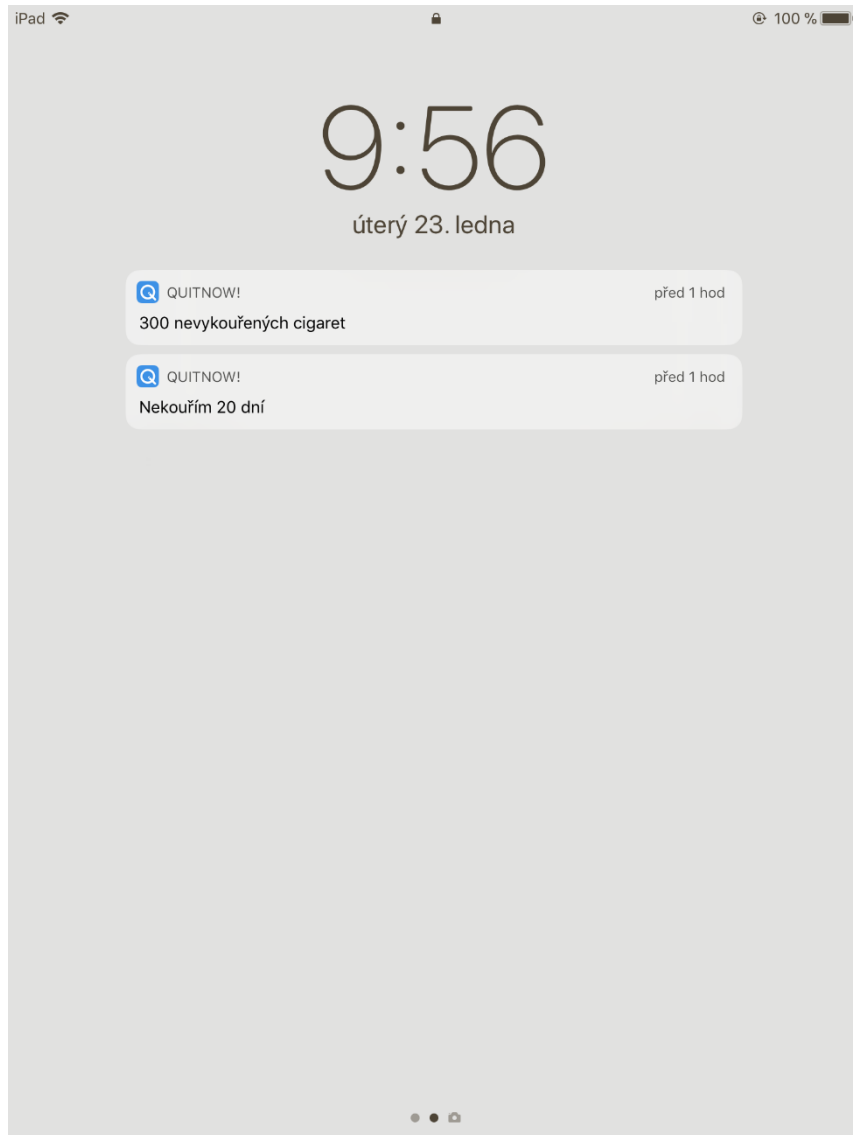 iPad 100 %
9:56
úterý 23. ledna
QUITNOW! před 1 hod
300 nevykouřených cigaret
QUITNOW! před 1 hod
Nekouřím 20 dní